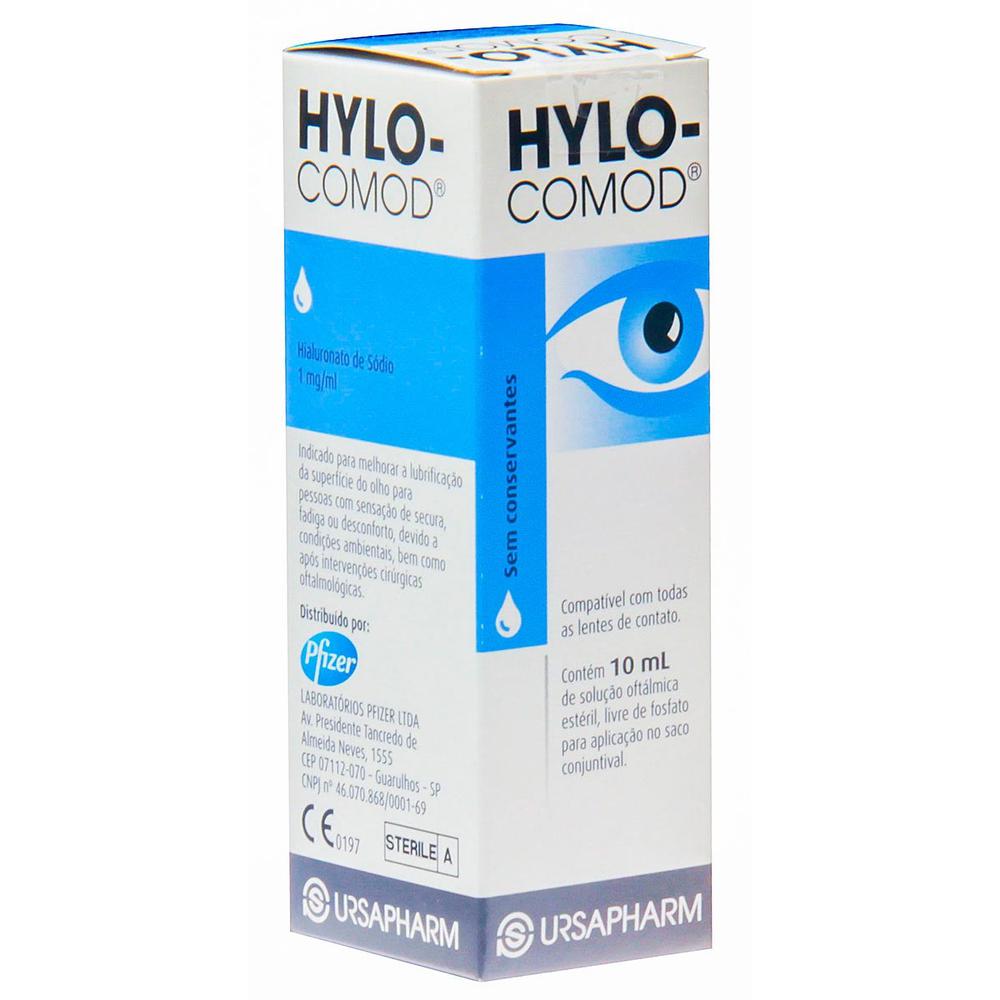 HYLO-
COMOD
HYLO-
COMOD®
Hialuronato de Sódio
1 mg/ml
Indicado para melhorar a lubrificação
da superfície do olho para
pessoas com sensação de secura,
fadiga ou desconforto, devido a
condições ambientais, bem como
após intervenções cirúrgicas
oftalmológicas.
Distribuído por:
Pfizer
LABORATÓRIOS PFIZER LTDA
Av. Presidente Tancredo de
Almeida Neves, 1555
CEP 07112-070 - Guarulhos - SP
CNPJ nº 46.070.868/0001-69
CE 0197
STERILE A
URSAPHARM
HYLO-
COMOD®
Sem conservantes
Compatível com todas
as lentes de contato.
Contém 10 mL
de solução oftálmica
estéril, livre de fosfato
para aplicação no saco
conjuntival.
URSAPHARM